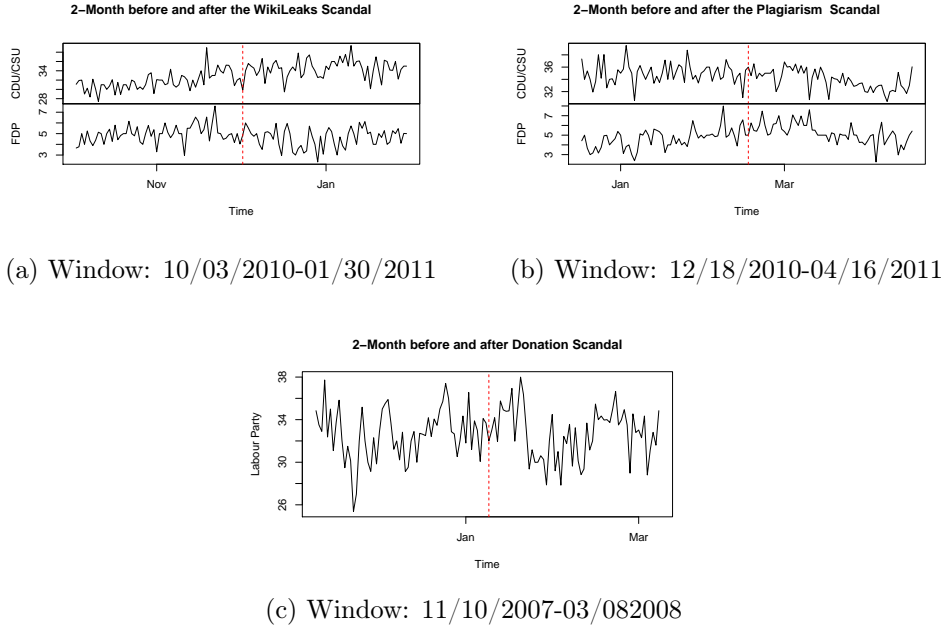 2−Month before and after the WikiLeaks Scandal
CDU/CSU
28 34
FDP
3 5 7
Nov Jan
Time
(a) Window: 10/03/2010-01/30/2011
2−Month before and after the Plagiarism Scandal
CDU/CSU
32 36
FDP
3 5 7
Jan Mar
Time
(b) Window: 12/18/2010-04/16/2011
2−Month before and after Donation Scandal
Labour Party
26 30 34 38
Jan Mar
Time
(c) Window: 11/10/2007-03/082008